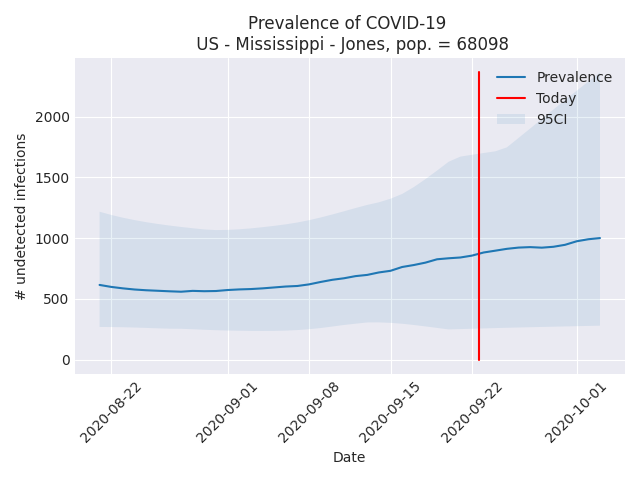 Prevalence of COVID-19
US - Mississippi - Jones, pop. = 68098
Prevalence
Today
95CI
# undetected infections
2000
1500
1000
500
0
2020-08-22
2020-09-01
2020-09-08
2020-09-15
2020-09-22
2020-10-01
Date